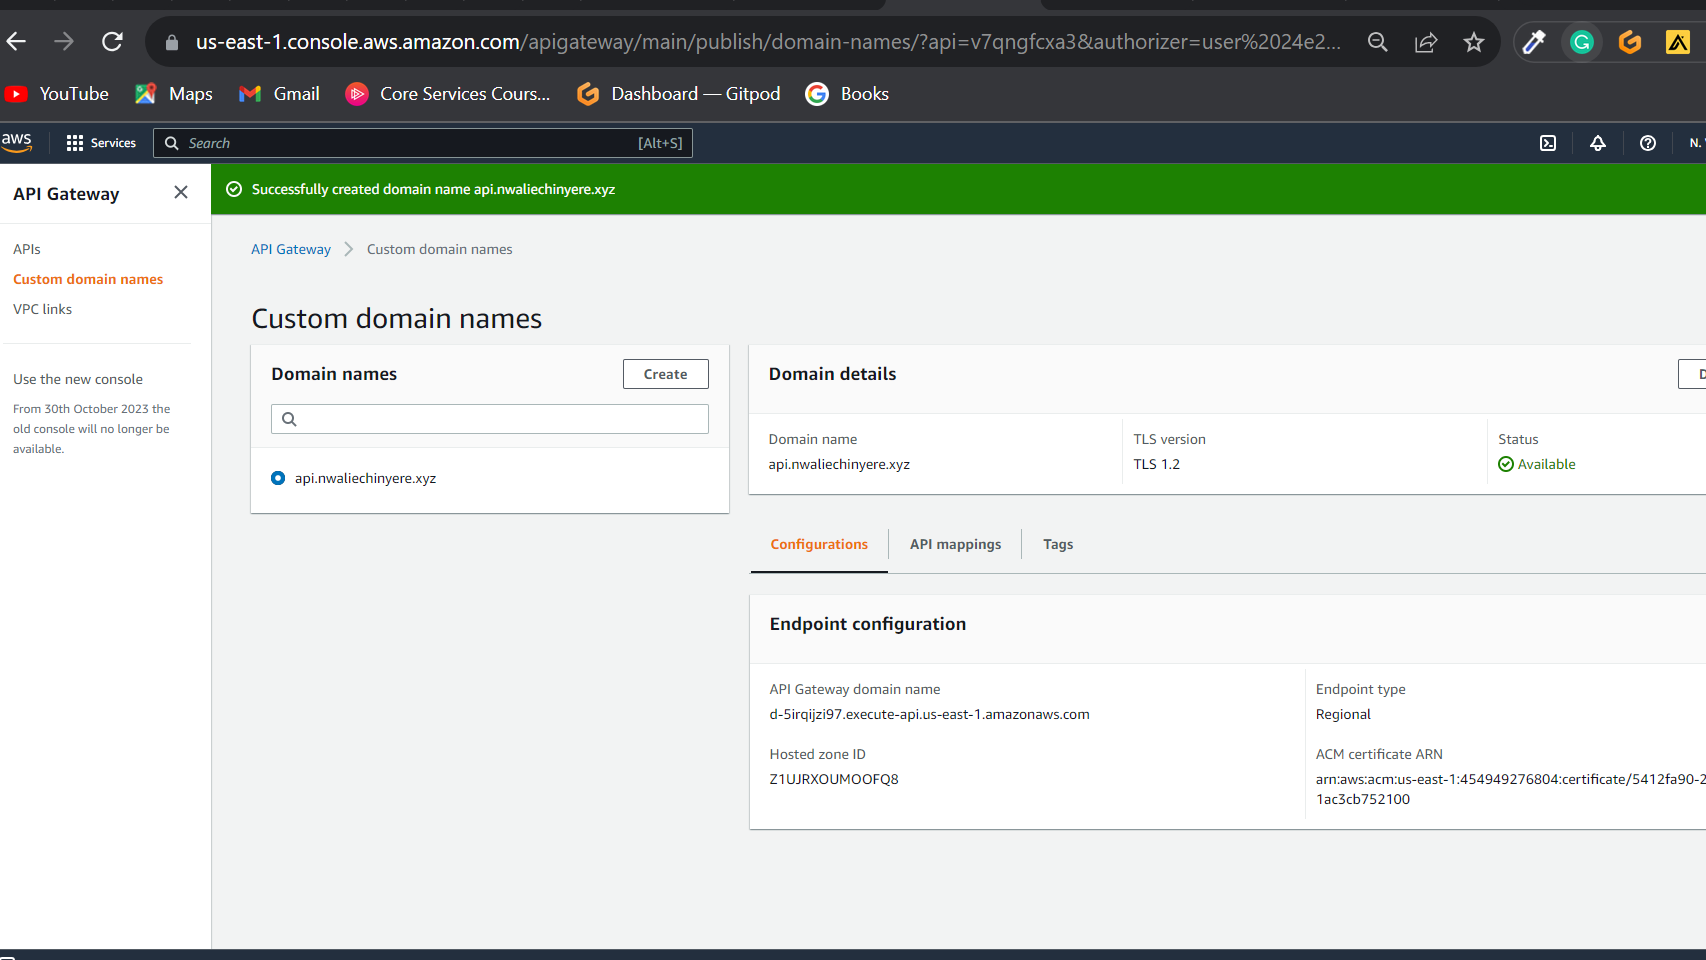 us-east-1.console.aws.amazon.com/apigateway/main/publish/domain-names/?api=v7qngfcxa3&authorizer=user%2024e2...
YouTube Maps Gmail Core Services Cours... Dashboard — Gitpod Books
aws Services Search [Alt+S] N.
API Gateway
Successfully created domain name api.nwaliechinyere.xyz
APIs
Custom domain names
VPC links
Use the new console
From 30th October 2023 the
old console will no longer be
available.
API Gateway Custom domain names
Custom domain names
Domain names Create
api.nwaliechinyere.xyz
Domain details
Domain name
api.nwaliechinyere.xyz
TLS version
TLS 1.2
Status
Available
Configurations API mappings Tags
Endpoint configuration
API Gateway domain name
d-5irqijzi97.execute-api.us-east-1.amazonaws.com
Endpoint type
Regional
Hosted zone ID
Z1UJRXOUMOOFQ8
ACM certificate ARN
arn:aws:acm:us-east-1:454949276804:certificate/5412fa90-2
1ac3cb752100